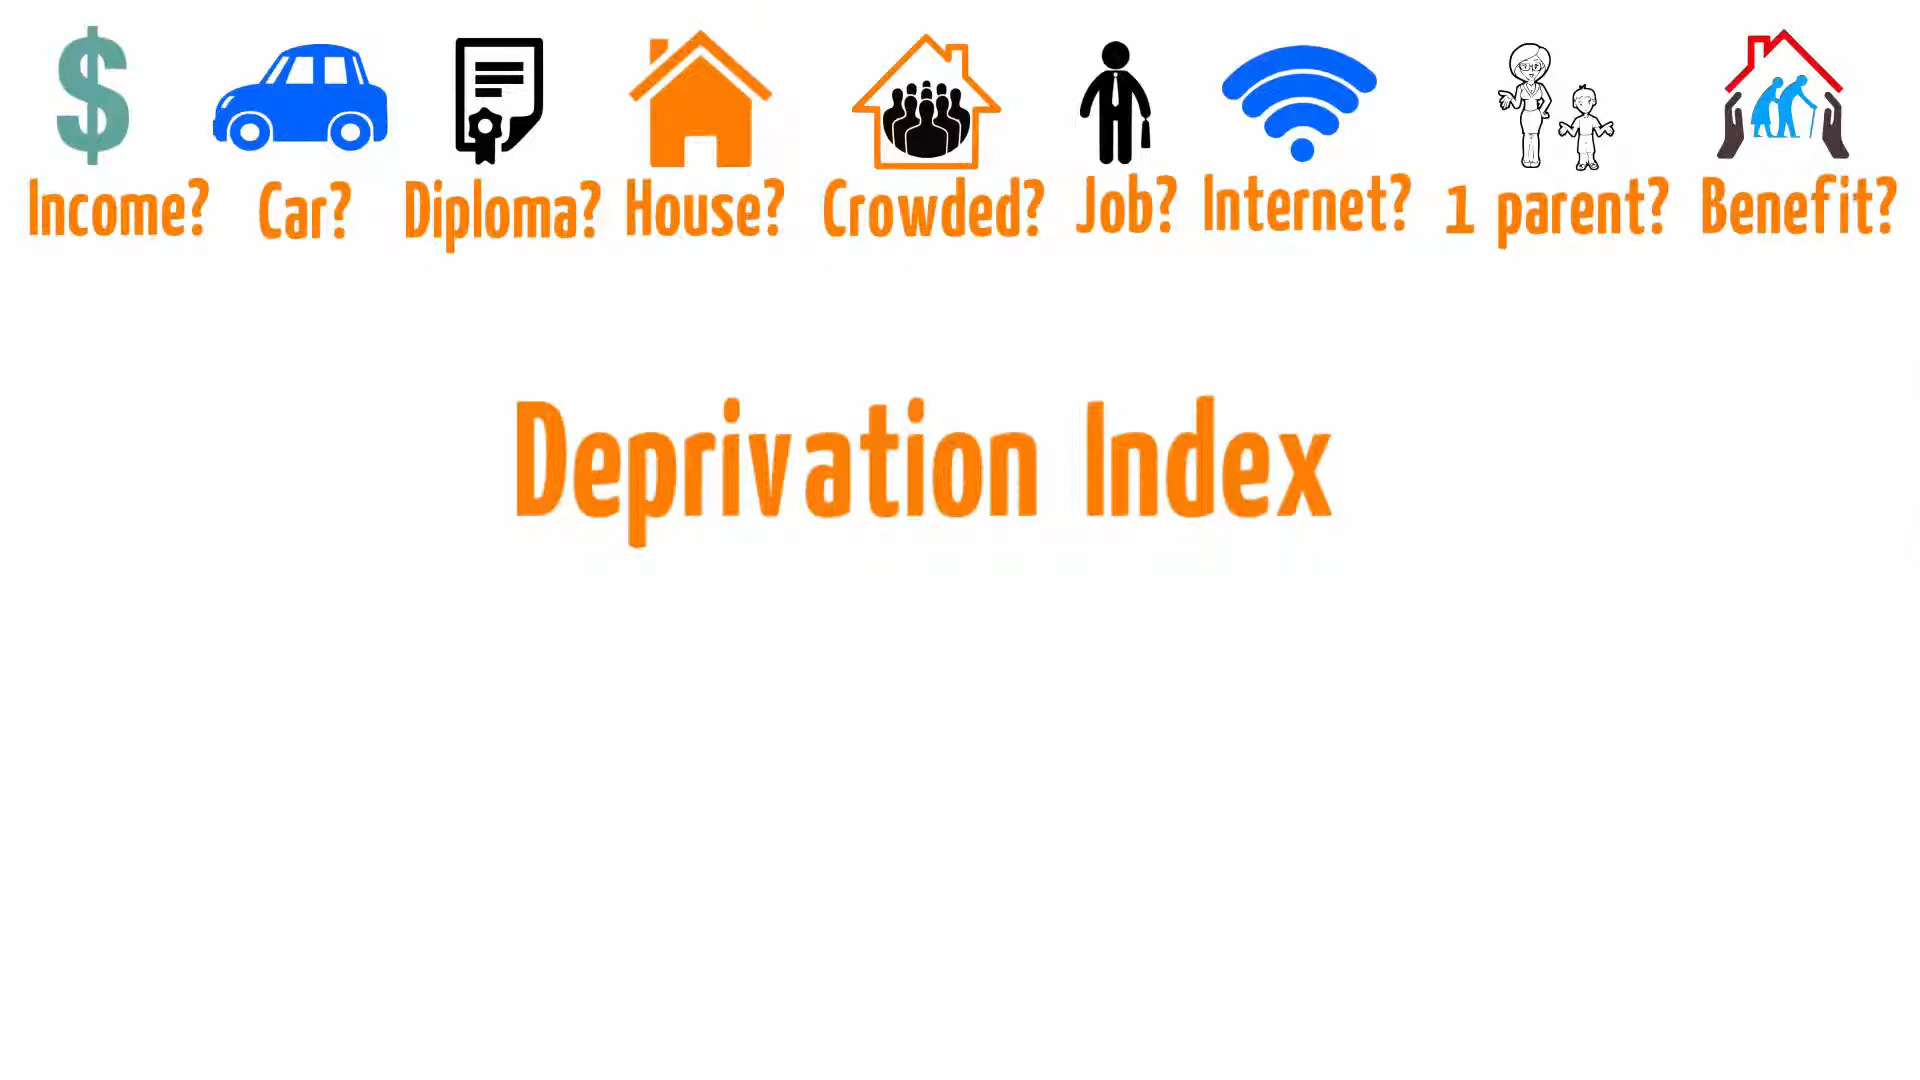 Income? Car? Diploma? House? Crowded? Job? Internet? 1 parent? Benefit?
Deprivation Index